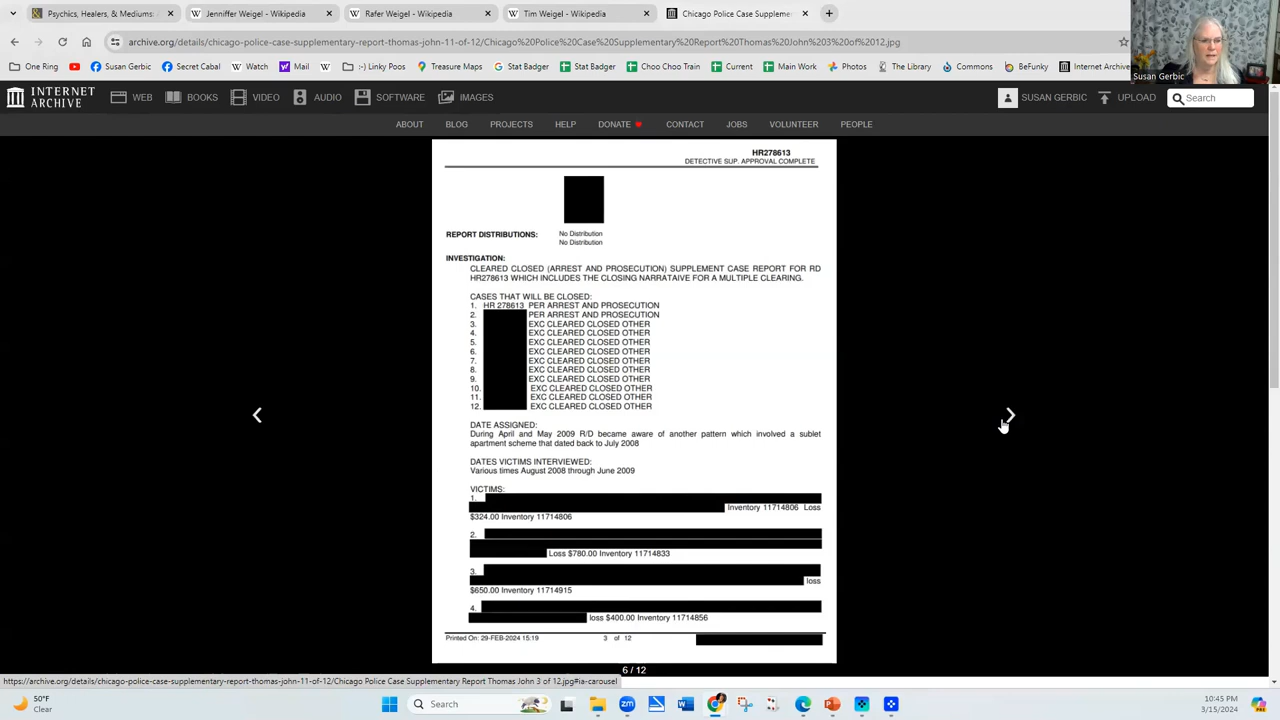 Psychics, Mediums, Healers - D
Jenniffer Weigel - Wikipedia
Rafer Weigel - Wikipedia
Tim Weigel - Wikipedia
Chicago Police Case Supplementa
archive.org/details/chicago-police-case-supplementary-report-thomas-john-11-of-12/Chicago%20Police%20Case%20Supplementary%20Report%20Thomas%20John%203%20of%2012.jpg
One Ring
Susan Gerbic
Secret Cabal
Watch
Mail
:-) Linky Poos
GSoW Data
Stat Monkeys
Choo Choo Train
Current
Wiki Com
Photos
The Library
Connections
BeFunky
Internet Archive
Susan Gerbic
INTERNET ARCHIVE
WEB
BOOKS
VIDEO
AUDIO
SOFTWARE
IMAGES
SUSAN GERBIC
UPLOAD
Search
ABOUT
BLOG
PROJECTS
HELP
DONATE
CONTACT
JOBS
VOLUNTEER
PEOPLE
HR278613
DETECTIVE SUP. APPROVAL COMPLETE
REPORT DISTRIBUTIONS:
No Distribution
No Distribution
INVESTIGATION:
CLEARED CLOSED (ARREST AND PROSECUTION) SUPPLEMENT CASE REPORT FOR RD
HR278613 WHICH INCLUDES THE CLOSING NARRATAIVE FOR A MULTIPLE CLEARING.
CASES THAT WILL BE CLOSED:
1. HR 278613 PER ARREST AND PROSECUTION
2. PER ARREST AND PROSECUTION
3. EXC CLEARED CLOSED OTHER
4. EXC CLEARED CLOSED OTHER
5. EXC CLEARED CLOSED OTHER
6. EXC CLEARED CLOSED OTHER
7. EXC CLEARED CLOSED OTHER
8. EXC CLEARED CLOSED OTHER
9. EXC CLEARED CLOSED OTHER
10. EXC CLEARED CLOSED OTHER
11. EXC CLEARED CLOSED OTHER
12. EXC CLEARED CLOSED OTHER
DATE ASSIGNED:
During April and May 2009 R/D became aware of another pattern which involved a sublet
apartment scheme that dated back to July 2008
DATES VICTIMS INTERVIEWED:
Various times August 2008 through June 2009
VICTIMS:
1.
Inventory 11714806 Loss
$324.00 Inventory 11714806
2.
Loss $780.00 Inventory 11714833
3.
loss
$650.00 Inventory 11714915
4.
loss $400.00 Inventory 11714856
Printed On: 29-FEB-2024 15:19
3 of 12
6 / 12
https://archive.org/details/chicago-police-case-supplementary-report-thomas-john-11-of-12/Chicago Police Case Supplementary Report Thomas John 3 of 12.jpg#ia-carousel
50°F
Clear
Search
10:45 PM
3/15/2024